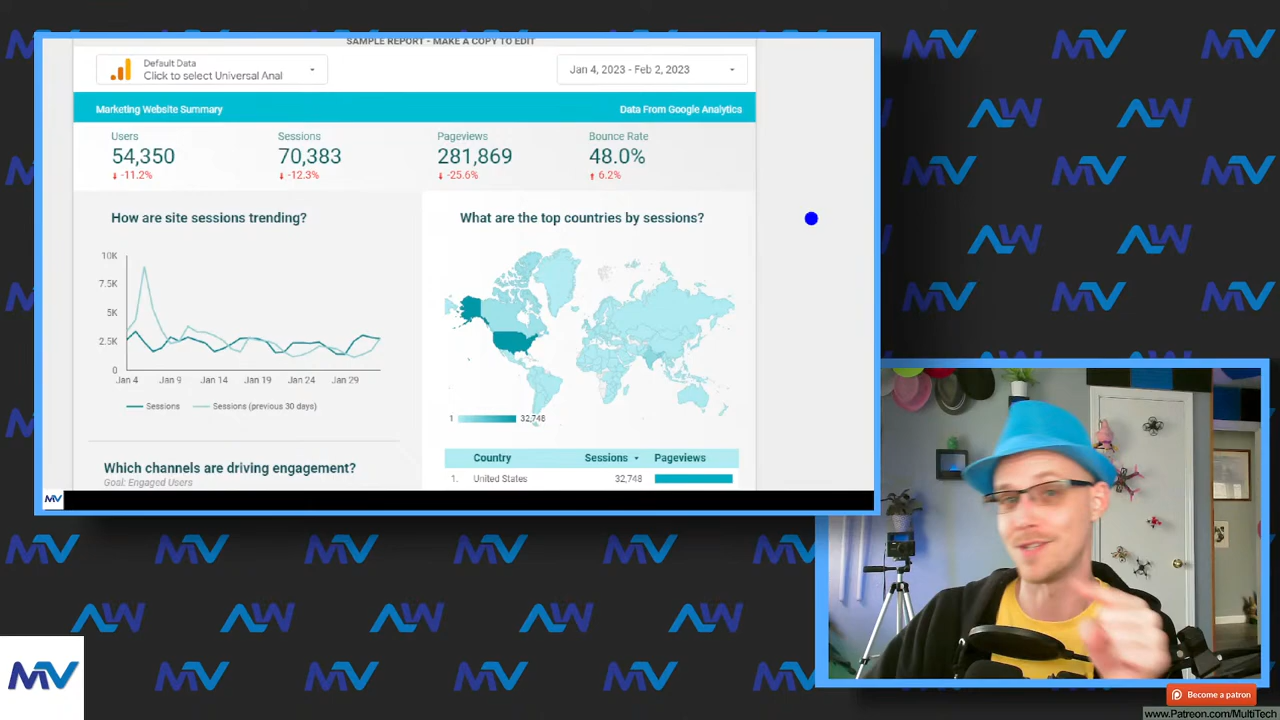 SAMPLE REPORT - MAKE A COPY TO EDIT
Default Data
Click to select Universal Anal
Jan 4, 2023 - Feb 2, 2023
Marketing Website Summary
Data From Google Analytics
Users
Sessions
Pageviews
Bounce Rate
54,350
70,383
281,869
48.0%
-11.2%
-12.3%
-25.6%
6.2%
How are site sessions trending?
What are the top countries by sessions?
10K
7.5K
5K
2.5K
0
Jan 4
Jan 9
Jan 14
Jan 19
Jan 24
Jan 29
Sessions
Sessions (previous 30 days)
1
32,748
Country
Sessions
Pageviews
1.
United States
32,748
Which channels are driving engagement?
Goal: Engaged Users
MV
MV
Become a patron
www.Patreon.com/MultiTech